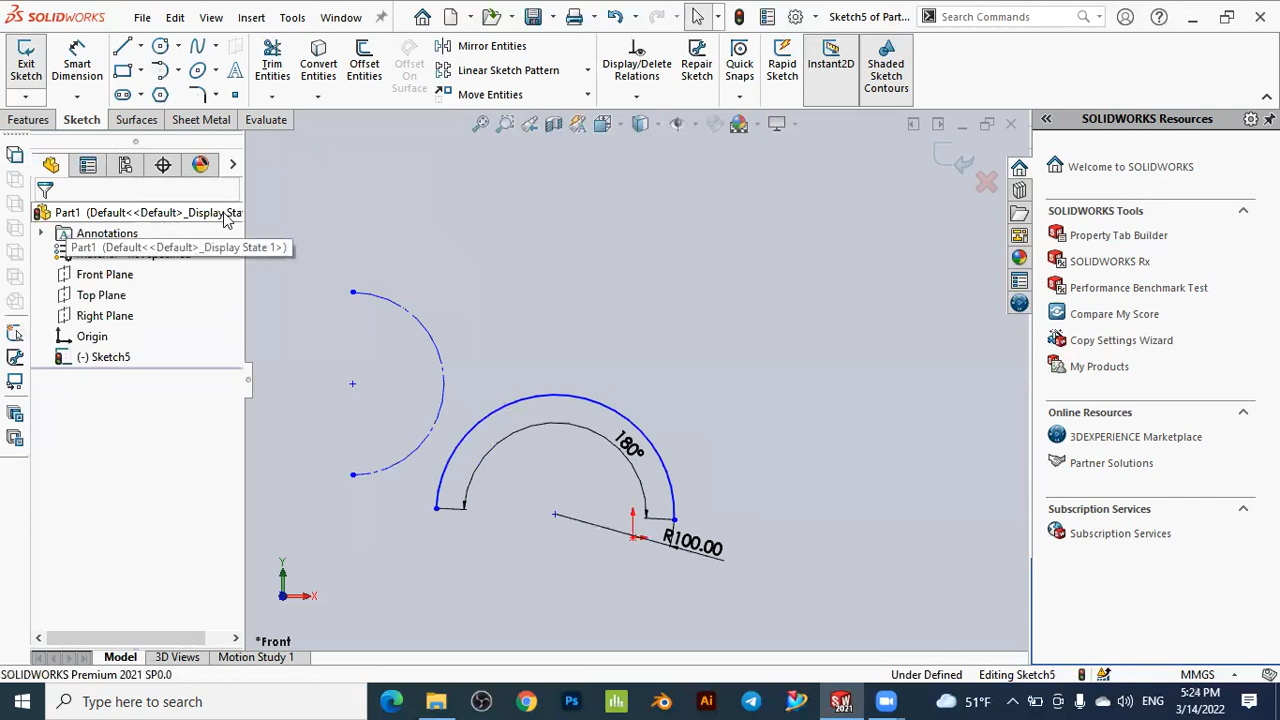 SOLIDWORKS File Edit View Insert Tools Window Sketch5 of Part... Search Commands
Exit Sketch
Smart Dimension
Trim Entities
Convert Entities
Offset Entities
Offset On Surface
Mirror Entities
Linear Sketch Pattern
Move Entities
Display/Delete Relations
Repair Sketch
Quick Snaps
Rapid Sketch
Instant2D
Shaded Sketch Contours
Features Sketch Surfaces Sheet Metal Evaluate
Part1 (Default<<Default>_Display Sta
Annotations
Part1 (Default<<Default>_Display State 1>)
Front Plane
Top Plane
Right Plane
Origin
(-) Sketch5
180°
R100.00
Y
X
*Front
SOLIDWORKS Resources
Welcome to SOLIDWORKS
SOLIDWORKS Tools
Property Tab Builder
SOLIDWORKS Rx
Performance Benchmark Test
Compare My Score
Copy Settings Wizard
My Products
Online Resources
3DEXPERIENCE Marketplace
Partner Solutions
Subscription Services
Subscription Services
Model 3D Views Motion Study 1
SOLIDWORKS Premium 2021 SP0.0 Under Defined Editing Sketch5 MMGS
Type here to search
51°F ENG
5:24 PM
3/14/2022